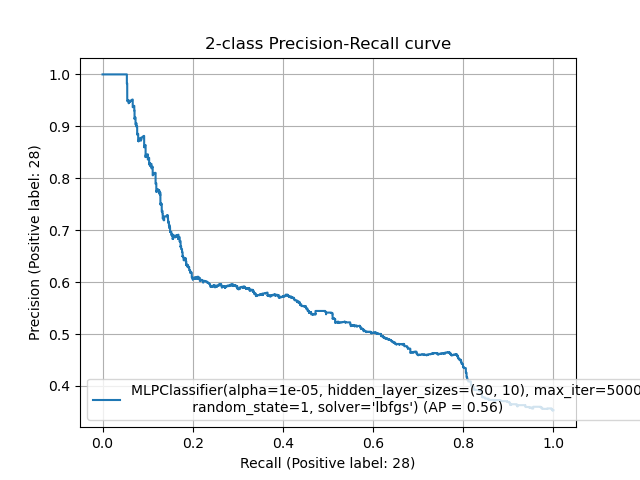 2-class Precision-Recall curve
1.0
0.9
0.8
0.7
0.6
0.5
0.4
Precision (Positive label: 28)
MLPClassifier(alpha=1e-05, hidden_layer_sizes=(30, 10), max_iter=5000
random_state=1, solver='lbfgs') (AP = 0.56)
0.0 0.2 0.4 0.6 0.8 1.0
Recall (Positive label: 28)